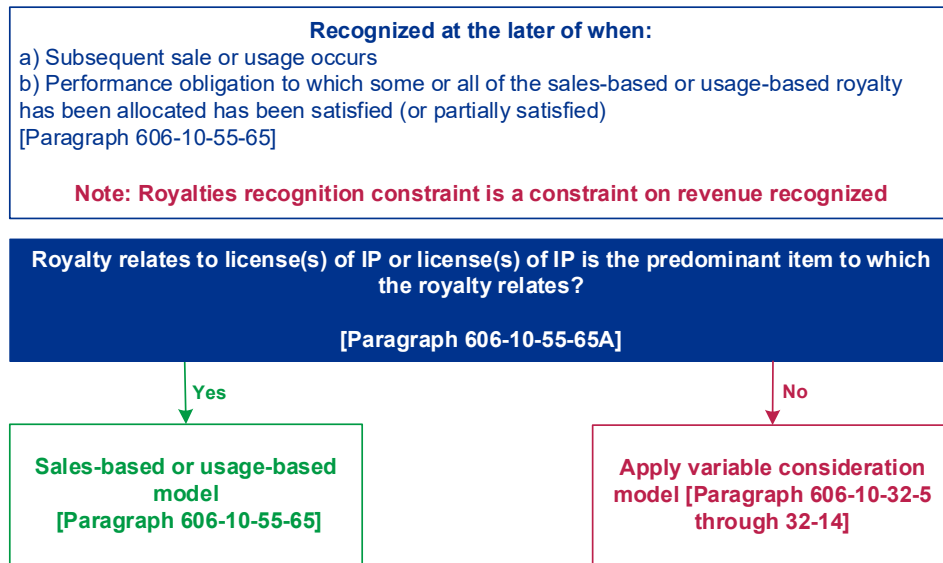 Recognized at the later of when:
a) Subsequent sale or usage occurs
b) Performance obligation to which some or all of the sales-based or usage-based royalty
has been allocated has been satisfied (or partially satisfied)
[Paragraph 606-10-55-65]
Note: Royalties recognition constraint is a constraint on revenue recognized
Royalty relates to license(s) of IP or license(s) of IP is the predominant item to which
the royalty relates?
[Paragraph 606-10-55-65A]
Yes
No
Sales-based or usage-based
model
[Paragraph 606-10-55-65]
Apply variable consideration
model [Paragraph 606-10-32-5
through 32-14]